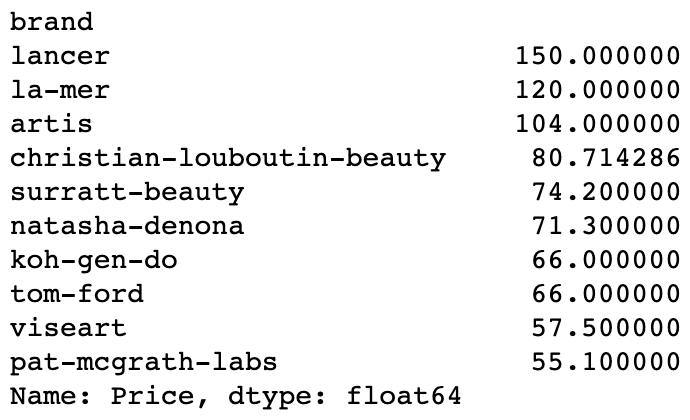 brand
lancer 150.000000
la-mer 120.000000
artis 104.000000
christian-louboutin-beauty 80.714286
surratt-beauty 74.200000
natasha-denona 71.300000
koh-gen-do 66.000000
tom-ford 66.000000
viseart 57.500000
pat-mcgrath-labs 55.100000
Name: Price, dtype: float64